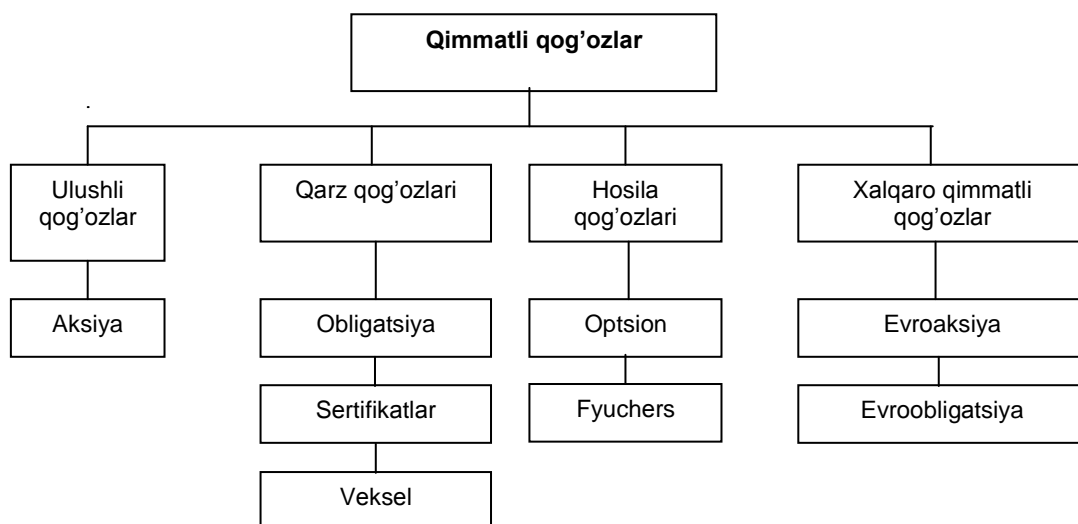 Qimmatli qog’ozlar
Ulushli
qog’ozlar
Qarz qog’ozlari
Hosila
qog’ozlari
Xalqaro qimmatli
qog’ozlar
Aksiya
Obligatsiya
Optsion
Evroaksiya
Sertifikatlar
Fyuchers
Evroobligatsiya
Veksel